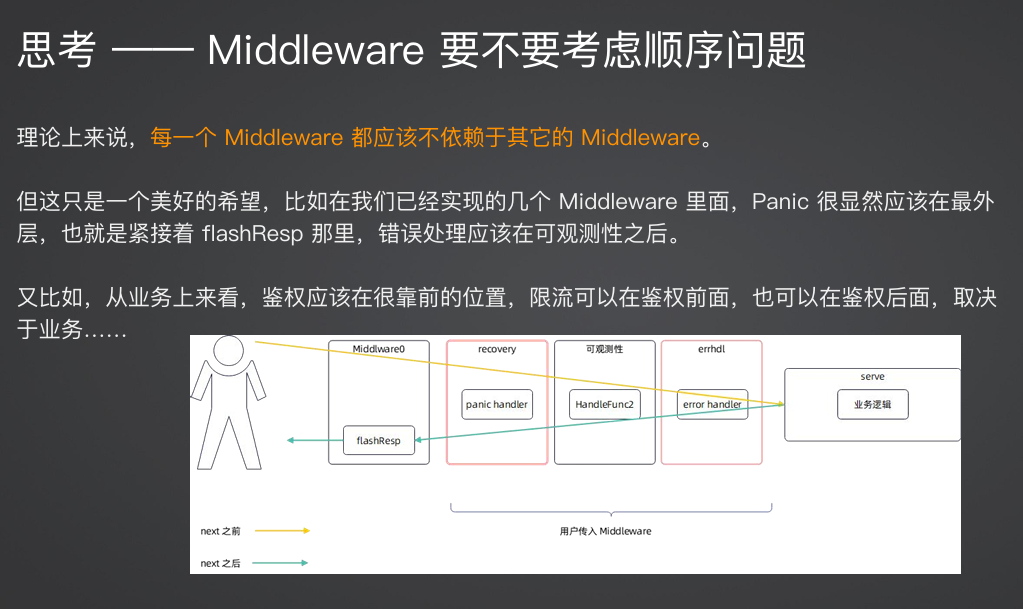 思考 —— Middleware 要不要考虑顺序问题
理论上来说，每一个 Middleware 都应该不依赖于其它的 Middleware。
但这只是一个美好的希望，比如在我们已经实现的几个 Middleware 里面，Panic 很显然应该在最外
层，也就是紧接着 flashResp 那里，错误处理应该在可观测性之后。
又比如，从业务上来看，鉴权应该在很靠前的位置，限流可以在鉴权前面，也可以在鉴权后面，取决
于业务……
Middlware0
recovery
可观测性
errhdl
serve
panic handler
HandleFunc2
error handler
业务逻辑
flashResp
用户传入 Middleware
next 之前
next 之后